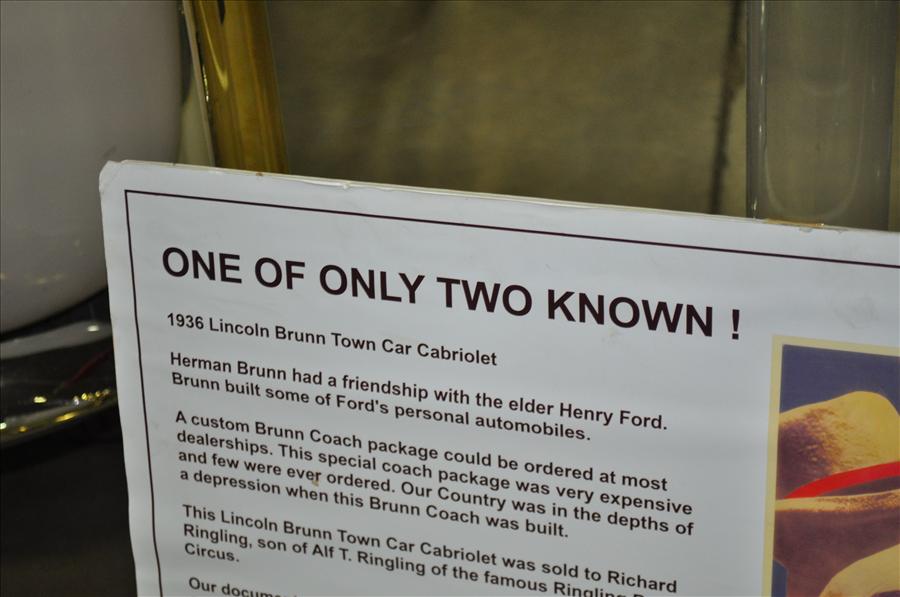 ONE OF ONLY TWO KNOWN !
1936 Lincoln Brunn Town Car Cabriolet
Herman Brunn had a friendship with the elder Henry Ford.
Brunn built some of Ford's personal automobiles.
A custom Brunn Coach package could be ordered at most
dealerships. This special coach package was very expensive
and few were ever ordered. Our Country was in the depths of
a depression when this Brunn Coach was built.
This Lincoln Brunn Town Car Cabriolet was sold to Richard
Ringling, son of Alf T. Ringling of the famous Ringling
Circus.
Our